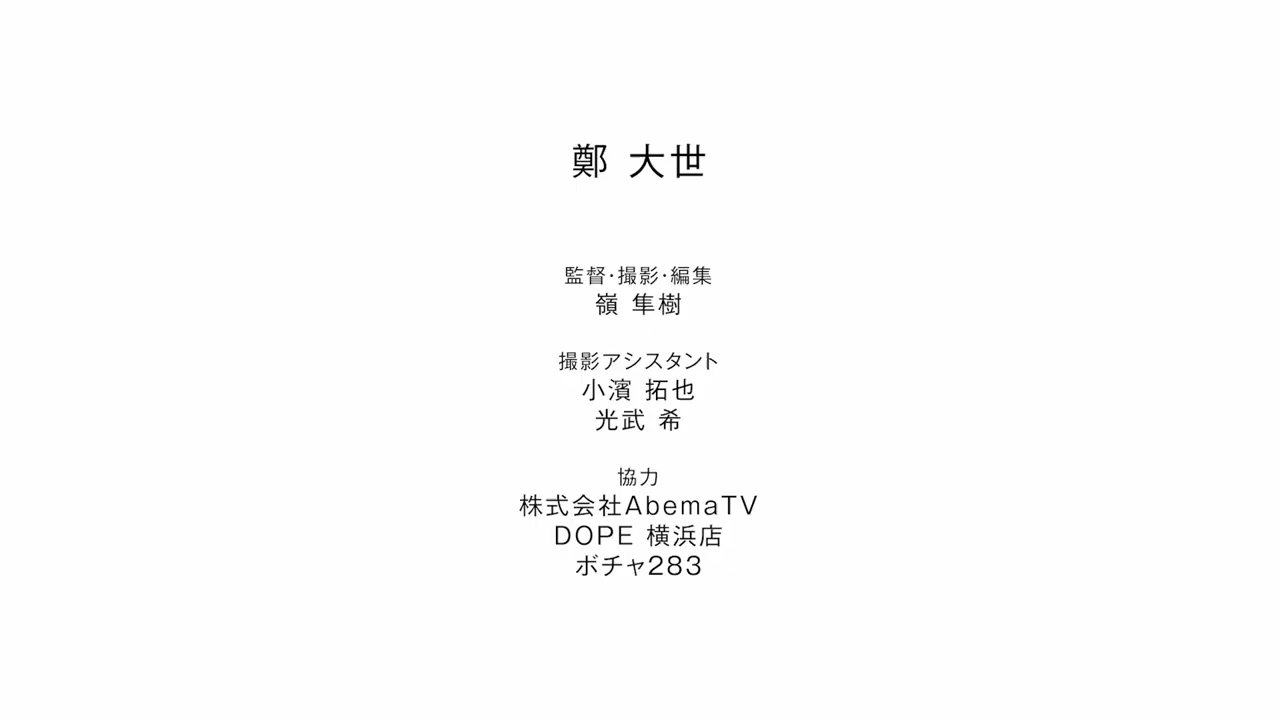 鄭 大世
監督･撮影･編集
嶺 隼樹
撮影アシスタント
小濱 拓也
光武 希
協力
株式会社AbemaTV
DOPE 横浜店
ボチャ283